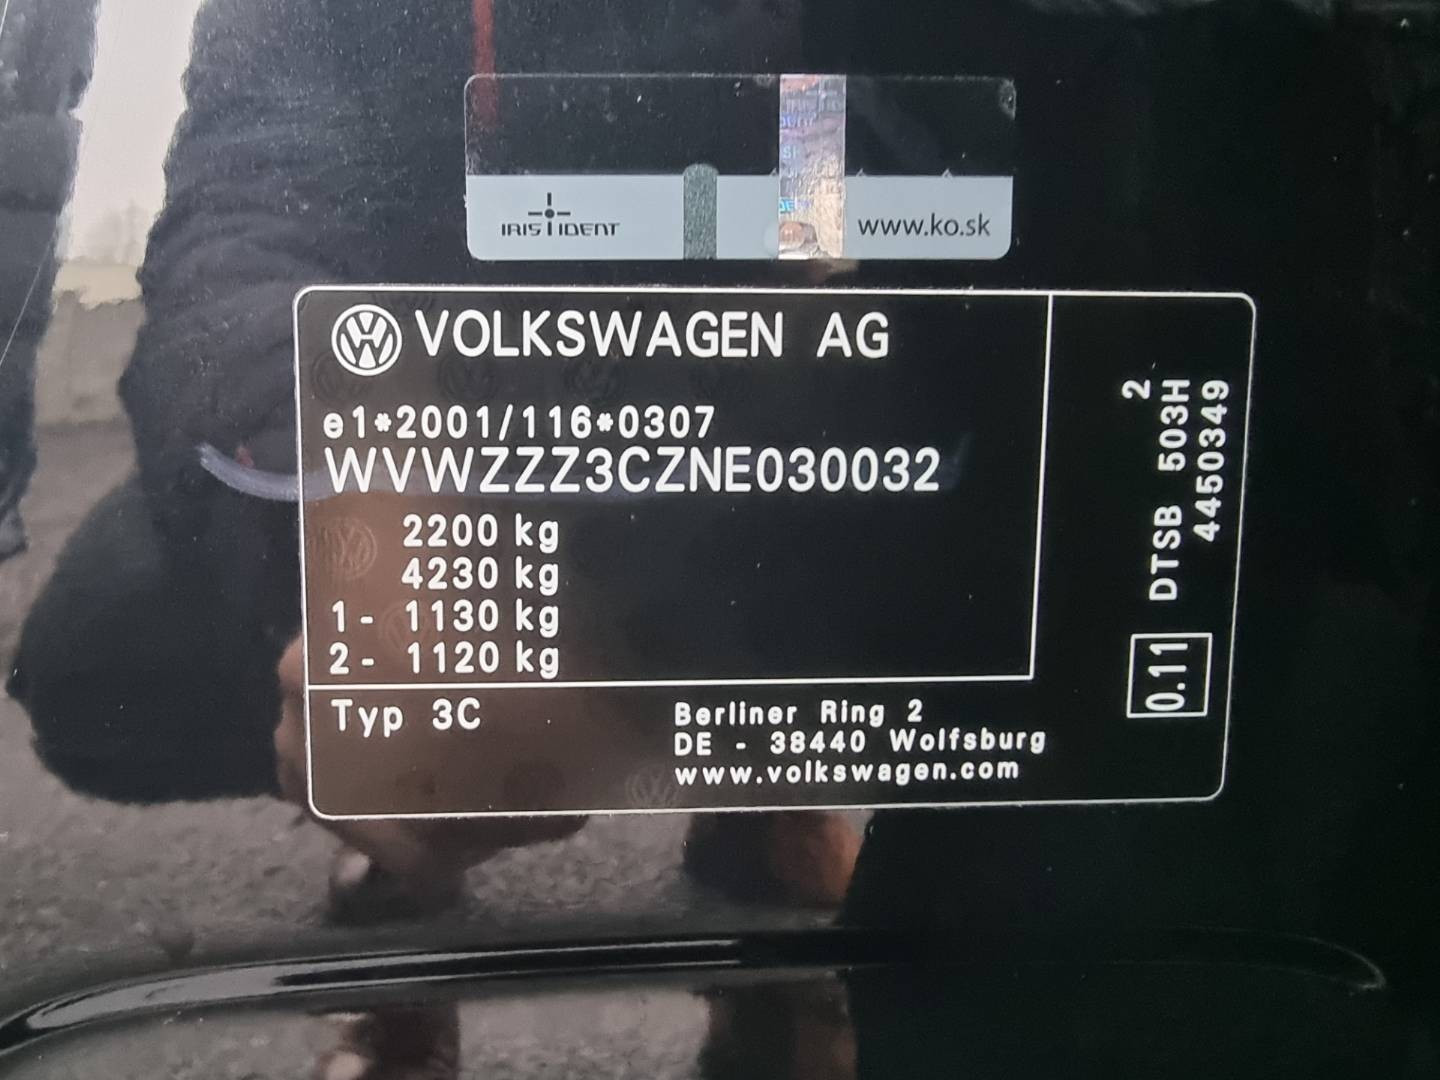 IRIS IDENT
www.ko.sk
VOLKSWAGEN AG
e1*2001/116*0307
WVWZZZ3CZNE030032
2200 kg
4230 kg
1- 1130 kg
2- 1120 kg
Typ 3C
Berliner Ring 2
DE - 38440 Wolfsburg
www.volkswagen.com
2
0.11 DTSB 503H
4450349